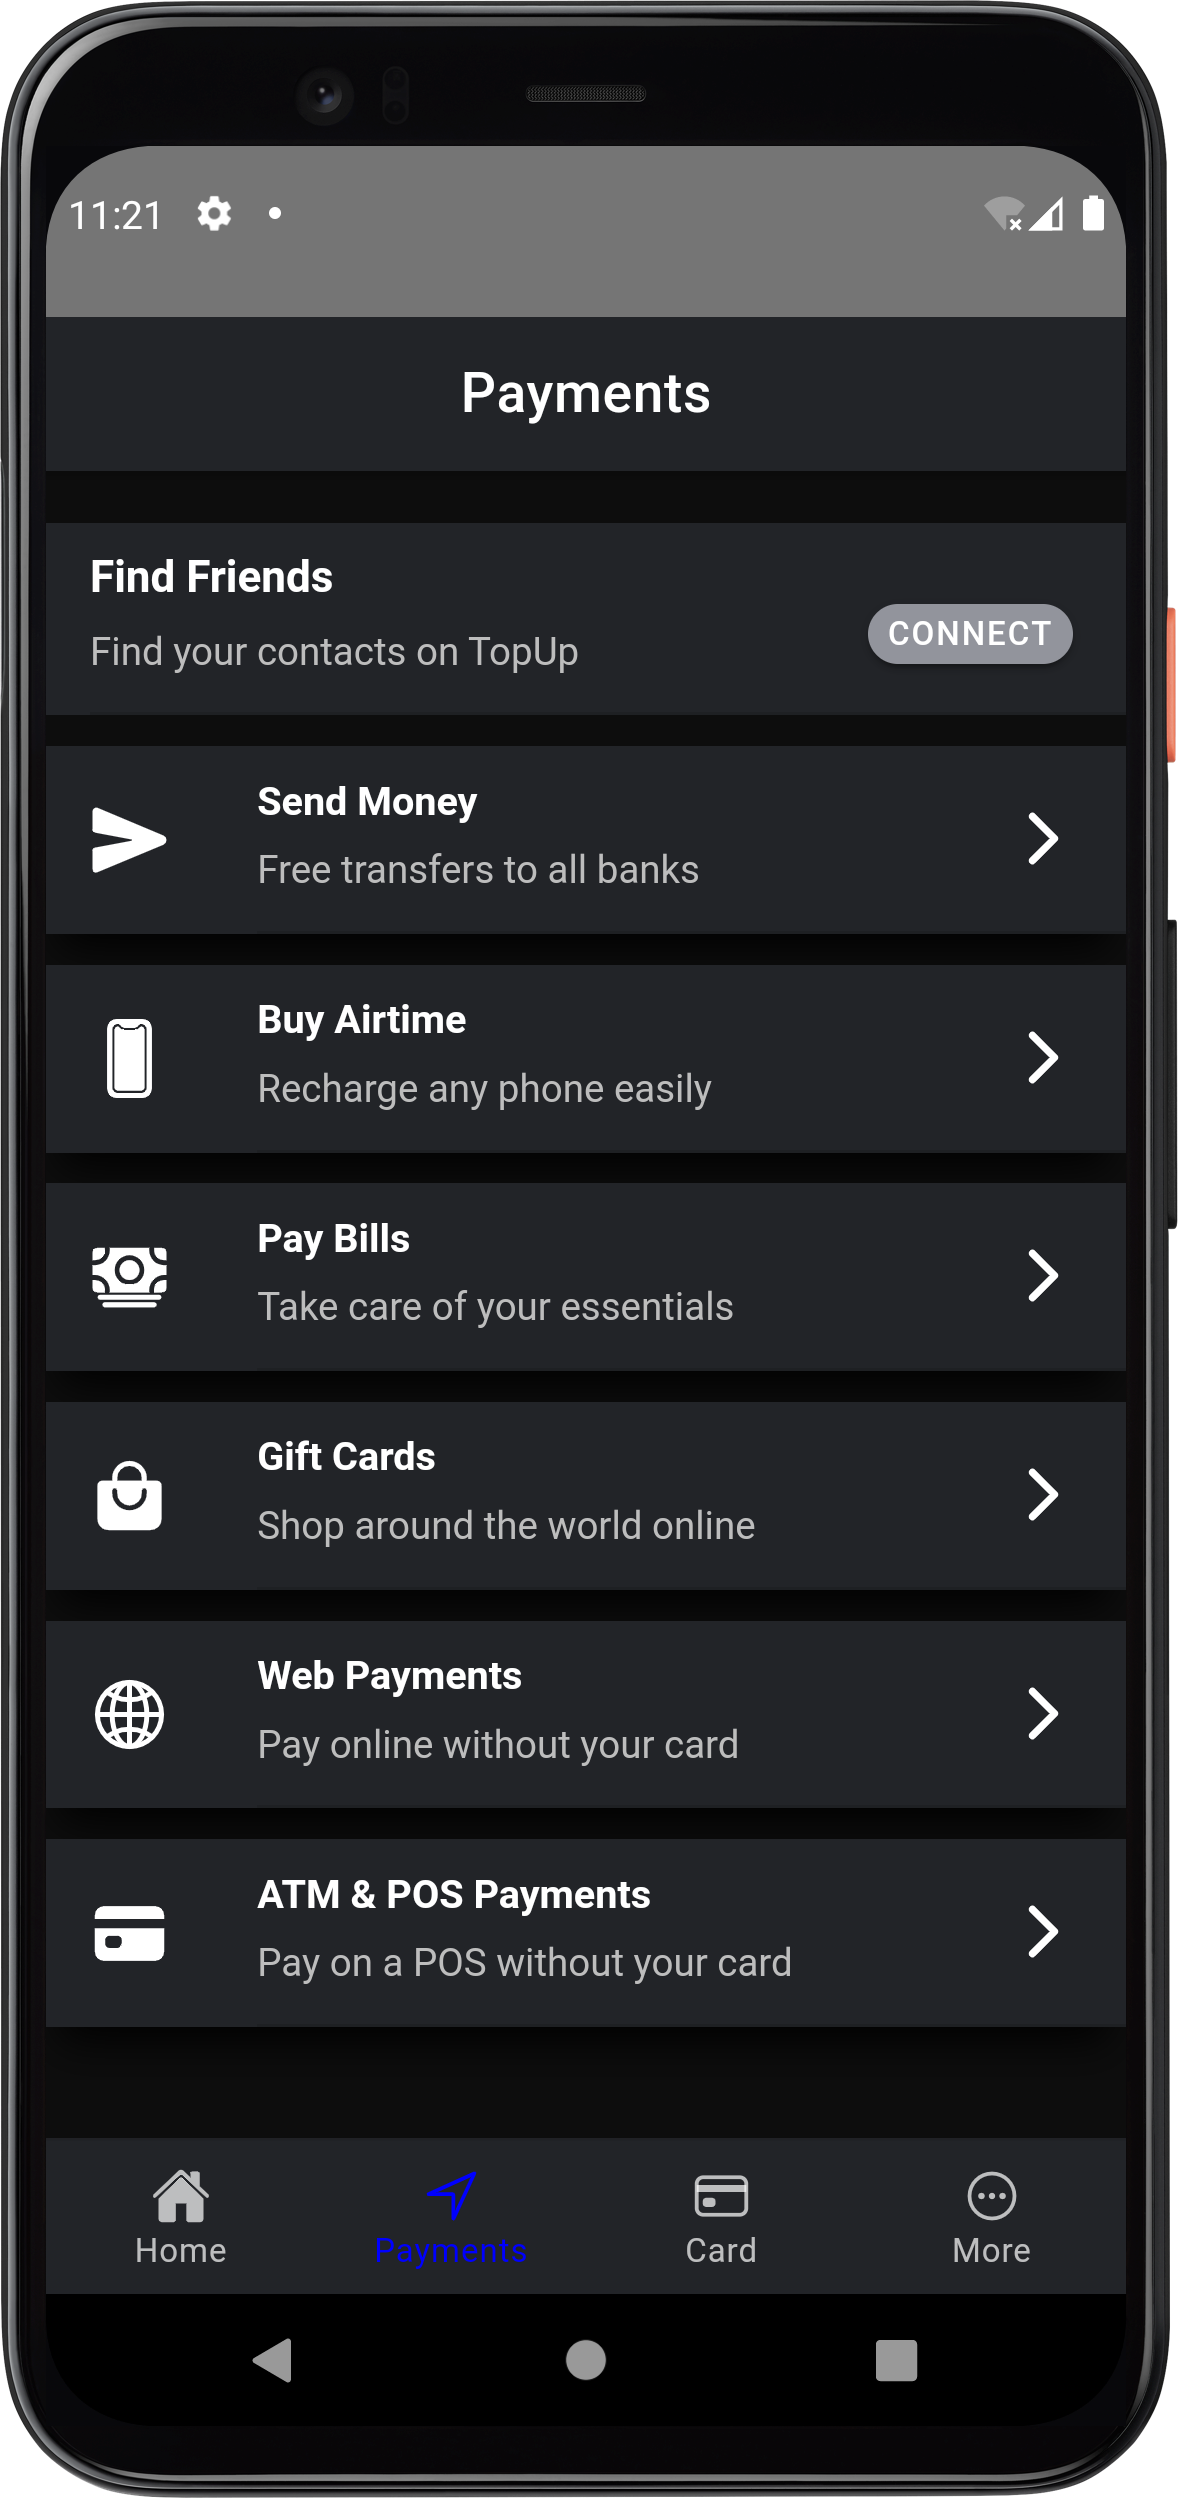 11:21
Payments
Find Friends
Find your contacts on TopUp
CONNECT
Send Money
Free transfers to all banks
Buy Airtime
Recharge any phone easily
Pay Bills
Take care of your essentials
Gift Cards
Shop around the world online
Web Payments
Pay online without your card
ATM & POS Payments
Pay on a POS without your card
Home
Payments
Card
More